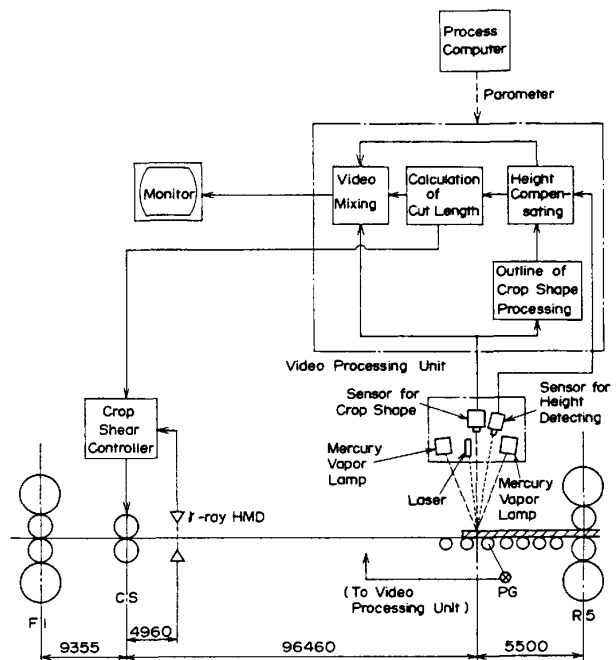 Process
Computer
Parameter
Monitor
Video
Mixing
Calculation
of
Cut Length
Height
Compen-
sating
Outline of
Crop Shape
Processing
Video Processing Unit
Sensor for
Crop Shape
Sensor for
Height
Detecting
Crop
Shear
Controller
Mercury
Vapor
Lamp
Laser
Mercury
Vapor
Lamp
γ-ray HMD
(To Video
Processing Unit)
PG
F1
CS
R5
9355
4960
96460
5500